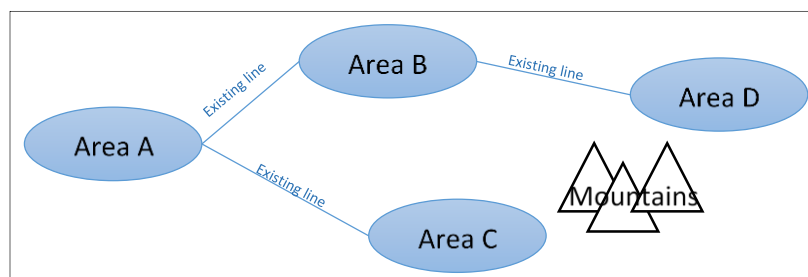 Area B
Existing line
Existing line
Area D
Area A
Existing line
Mountains
Area C